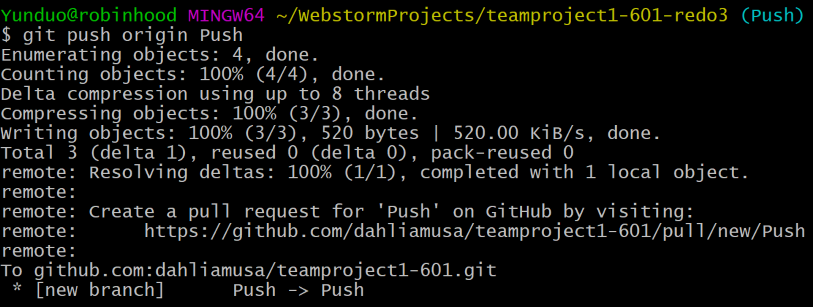 Yunduo@robinhood MINGW64 ~/WebstormProjects/teamproject1-601-redo3 (Push)
$ git push origin Push
Enumerating objects: 4, done.
Counting objects: 100% (4/4), done.
Delta compression using up to 8 threads
Compressing objects: 100% (3/3), done.
Writing objects: 100% (3/3), 520 bytes | 520.00 KiB/s, done.
Total 3 (delta 1), reused 0 (delta 0), pack-reused 0
remote: Resolving deltas: 100% (1/1), completed with 1 local object.
remote:
remote: Create a pull request for 'Push' on GitHub by visiting:
remote:      https://github.com/dahliamusa/teamproject1-601/pull/new/Push
remote:
To github.com:dahliamusa/teamproject1-601.git
 * [new branch]      Push -> Push